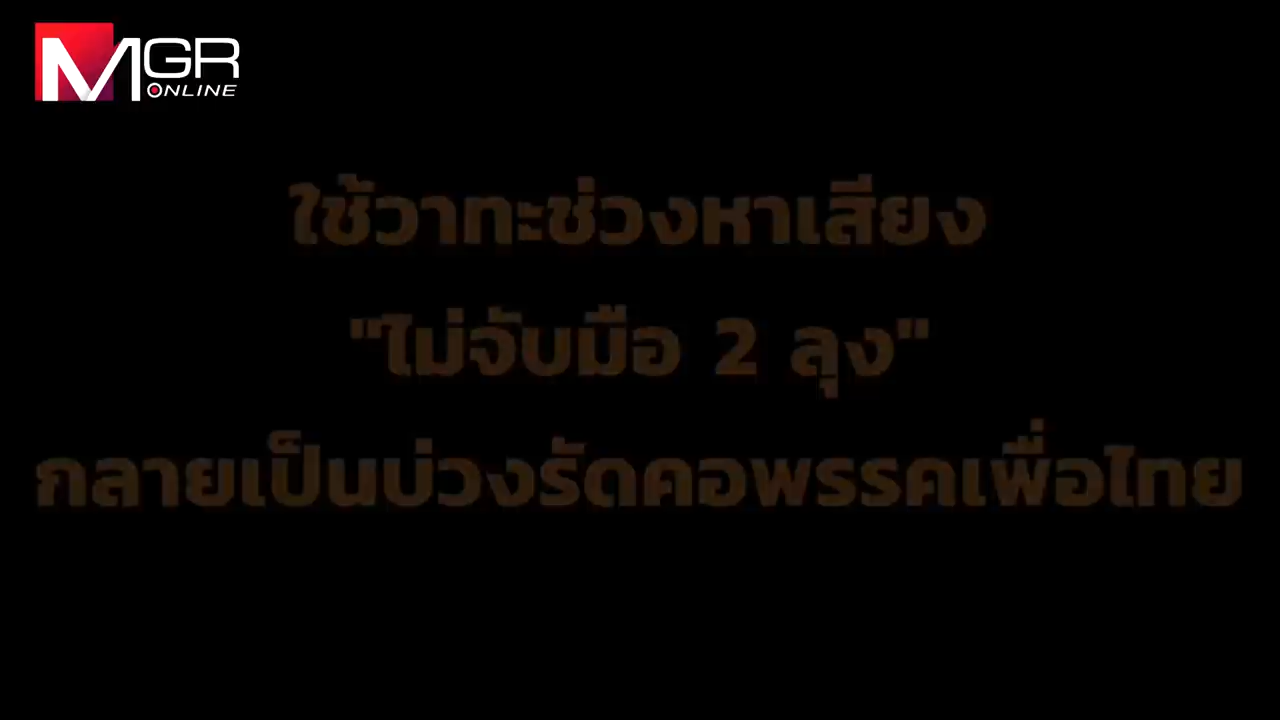 MGR
ONLINE
ใช้วาทะช่วงหาเสียง
"ไม่จับมือ 2 ลุง"
กลายเป็นบ่วงรัดคอพรรคเพื่อไทย